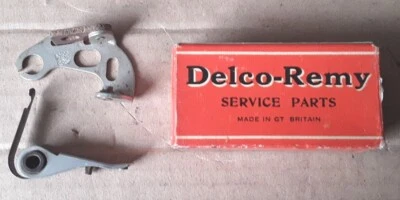 Delco-Remy
SERVICE PARTS
MADE IN GT BRITAIN